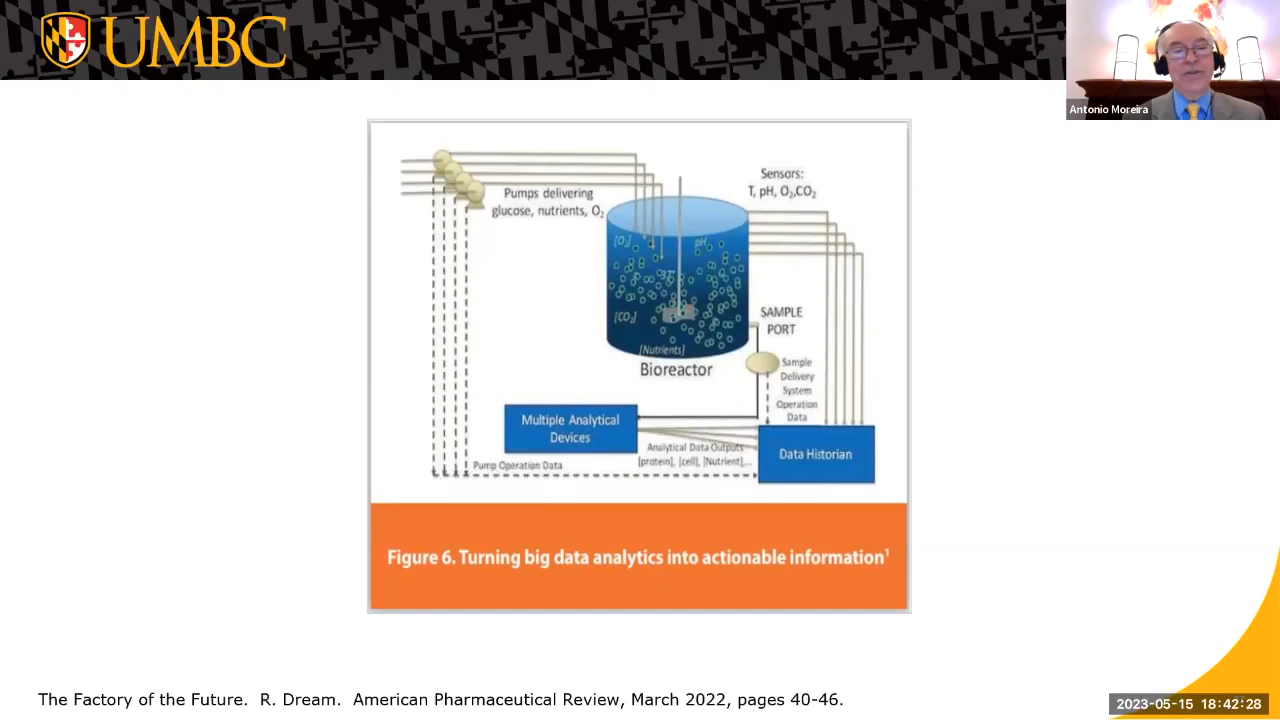 UMBC
Antonio Moreira
Pumps delivering
glucose, nutrients, O₂
Sensors:
T, pH, O₂,CO₂
[O₂]
pH
37°
[CO₂]
[Nutrients]
Bioreactor
SAMPLE
PORT
Sample
Delivery
System
Operation
Data
Multiple Analytical
Devices
Analytical Data Outputs
[protein], [cell], [Nutrient],...
Data Historian
Pump Operation Data
Figure 6. Turning big data analytics into actionable information¹
The Factory of the Future. R. Dream. American Pharmaceutical Review, March 2022, pages 40-46.
2023-05-15 18:42:28